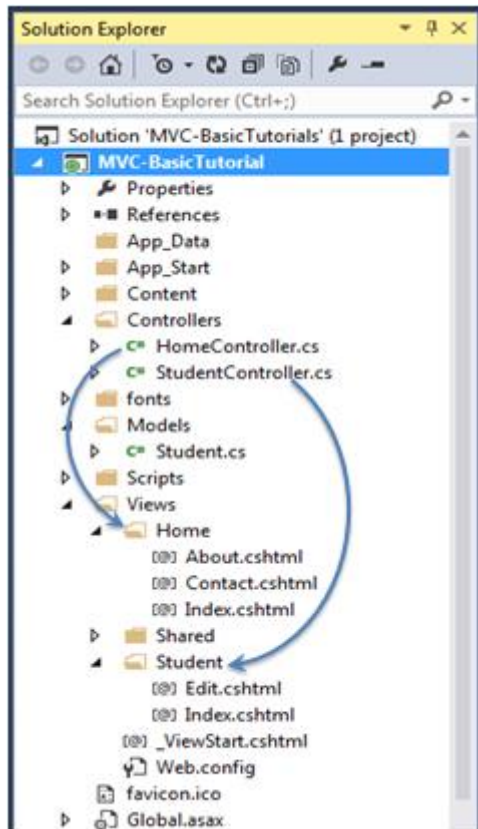 Solution Explorer
Search Solution Explorer (Ctrl+;)
Solution 'MVC-BasicTutorials' (1 project)
MVC-BasicTutorial
Properties
References
App_Data
App_Start
Content
Controllers
C# HomeController.cs
C# StudentController.cs
fonts
Models
C# Student.cs
Scripts
Views
Home
[@] About.cshtml
[@] Contact.cshtml
[@] Index.cshtml
Shared
Student
[@] Edit.cshtml
[@] Index.cshtml
[@] _ViewStart.cshtml
Web.config
favicon.ico
Global.asax